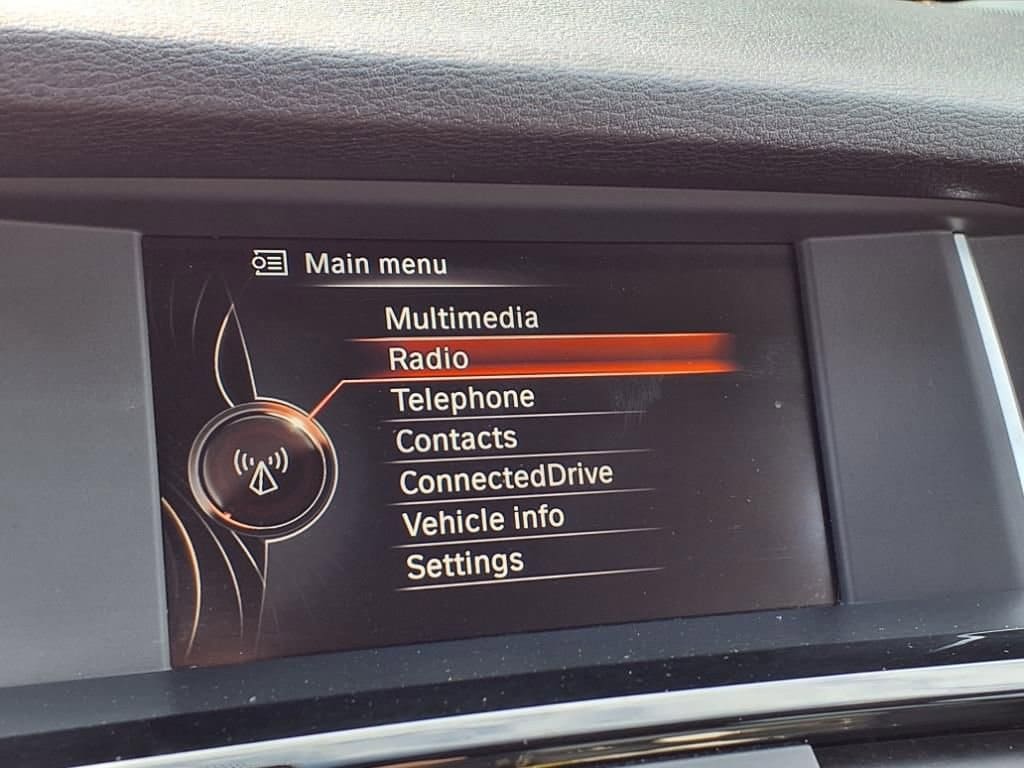 Main menu
Multimedia
Radio
Telephone
Contacts
ConnectedDrive
Vehicle info
Settings